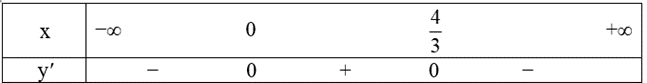 x −∞ 0 4/3 +∞
y′ − 0 + 0 −